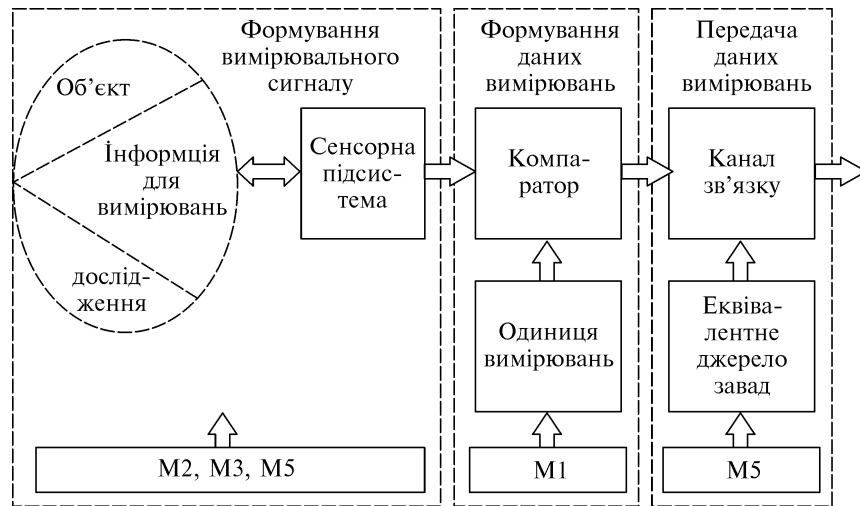 Формування
вимірювального
сигналу
Об’єкт
Інформція
для
вимірювань
дослід-
ження
Сенсорна
підсис-
тема
М2, М3, М5
Формування
даних
вимірювань
Компа-
ратор
Одиниця
вимірювань
М1
Передача
даних
вимірювань
Канал
зв’язку
Еквіва-
лентне
джерело
завад
М5